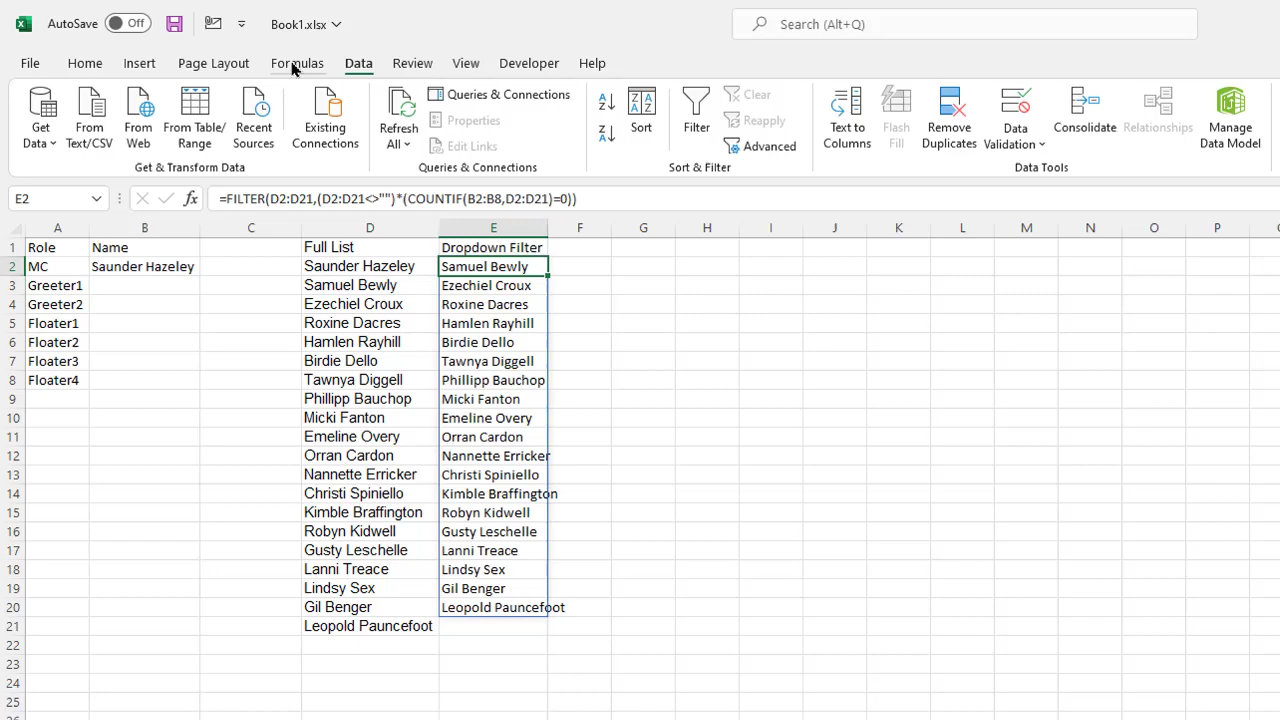 AutoSave Off Book1.xlsx Search (Alt+Q)
File Home Insert Page Layout Formulas Data Review View Developer Help
Get Data From Text/CSV From Web From Table/Range Recent Sources Existing Connections
Get & Transform Data
Refresh All Queries & Connections Properties Edit Links
Queries & Connections
Sort Filter Clear Reapply Advanced
Sort & Filter
Text to Columns Flash Fill Remove Duplicates Data Validation Consolidate Relationships Manage Data Model
Data Tools
E2 fx =FILTER(D2:D21,(D2:D21<>"")*(COUNTIF(B2:B8,D2:D21)=0))
A B C D E F G H I J K L M N O P
1 Role Name Full List Dropdown Filter
2 MC Saunder Hazeley Saunder Hazeley Samuel Bewly
3 Greeter1 Samuel Bewly Ezechiel Croux
4 Greeter2 Ezechiel Croux Roxine Dacres
5 Floater1 Roxine Dacres Hamlen Rayhill
6 Floater2 Hamlen Rayhill Birdie Dello
7 Floater3 Birdie Dello Tawnya Diggell
8 Floater4 Tawnya Diggell Phillipp Bauchop
9 Phillipp Bauchop Micki Fanton
10 Micki Fanton Emeline Overy
11 Emeline Overy Orran Cardon
12 Orran Cardon Nannette Erricker
13 Nannette Erricker Christi Spiniello
14 Christi Spiniello Kimble Braffington
15 Kimble Braffington Robyn Kidwell
16 Robyn Kidwell Gusty Leschelle
17 Gusty Leschelle Lanni Treace
18 Lanni Treace Lindsy Sex
19 Lindsy Sex Gil Benger
20 Gil Benger Leopold Pauncefoot
21 Leopold Pauncefoot
22
23
24
25